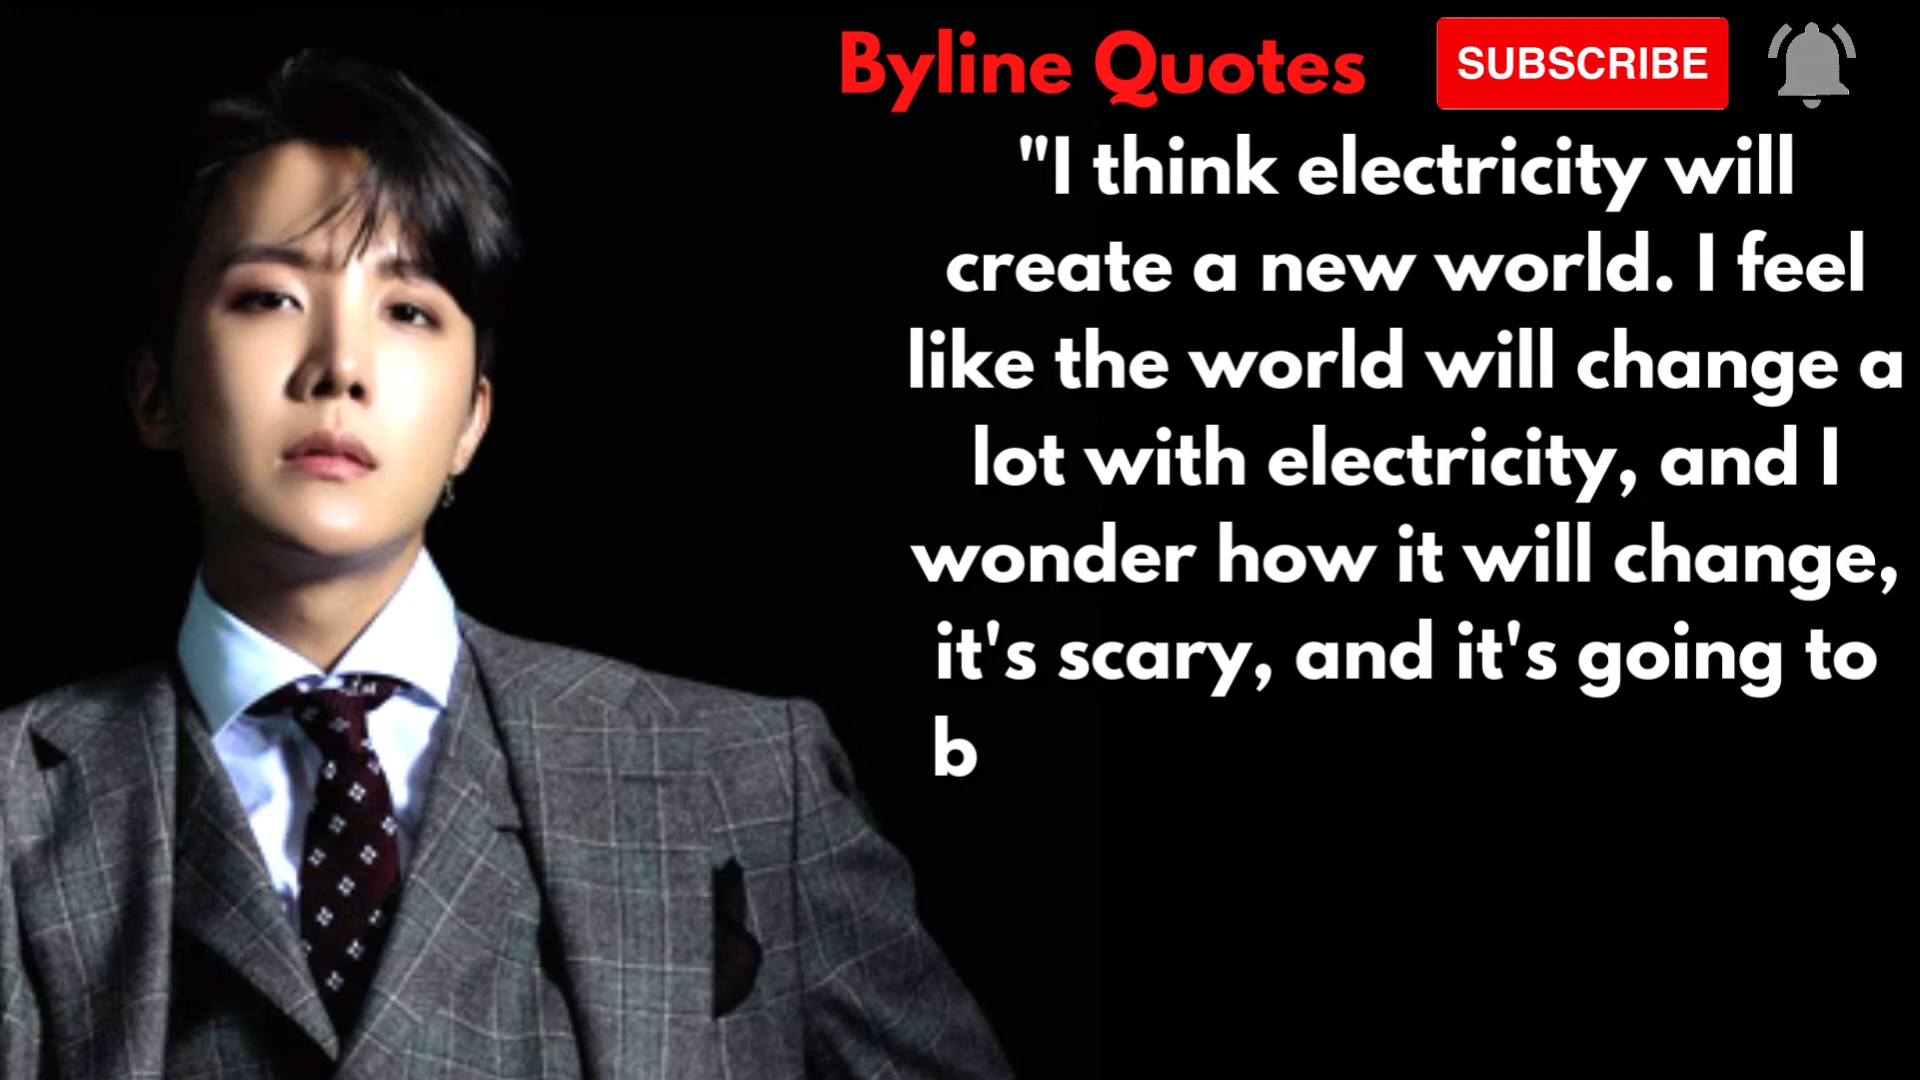 Byline Quotes
SUBSCRIBE
"I think electricity will
create a new world. I feel
like the world will change a
lot with electricity, and I
wonder how it will change,
it's scary, and it's going to
b